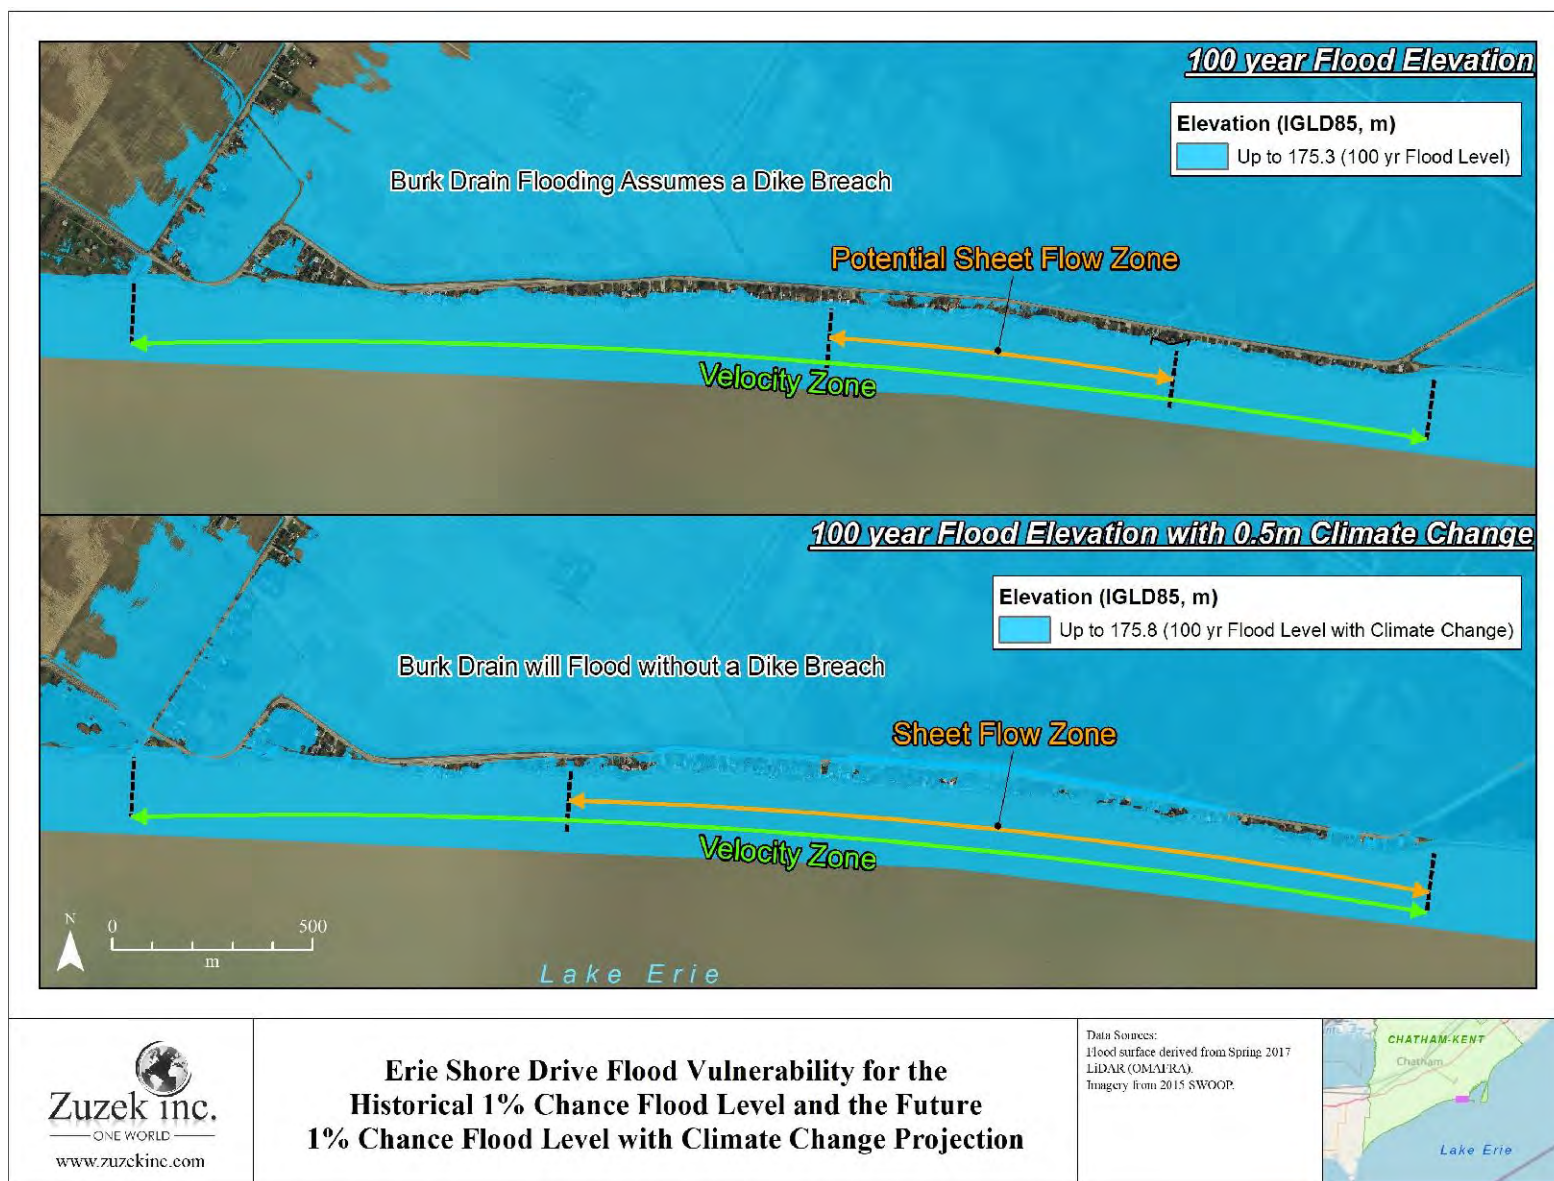 100 year Flood Elevation
Elevation (IGLD85, m)
Up to 175.3 (100 yr Flood Level)
Burk Drain Flooding Assumes a Dike Breach
Potential Sheet Flow Zone
Velocity Zone
100 year Flood Elevation with 0.5m Climate Change
Elevation (IGLD85, m)
Up to 175.8 (100 yr Flood Level with Climate Change)
Burk Drain will Flood without a Dike Breach
Sheet Flow Zone
Velocity Zone
N
0 500
m
Lake Erie
Zuzek inc.
ONE WORLD
www.zuzekinc.com
Erie Shore Drive Flood Vulnerability for the
Historical 1% Chance Flood Level and the Future
1% Chance Flood Level with Climate Change Projection
Data Sources:
Flood surface derived from Spring 2017
LiDAR (OMAFRA).
Imagery from 2015 SWOOP.
CHATHAM-KENT
Chatham
Lake Erie